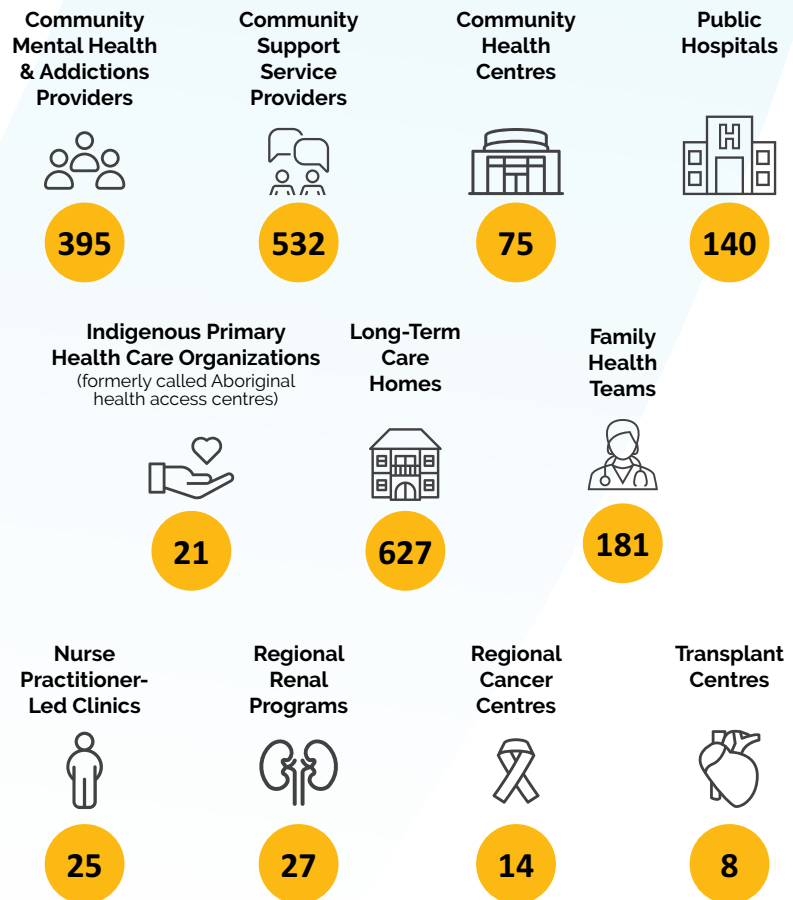 Community
Mental Health
& Addictions
Providers
395
Community
Support
Service
Providers
532
Community
Health
Centres
75
Public
Hospitals
H
140
Indigenous Primary
Health Care Organizations
(formerly called Aboriginal
health access centres)
21
Long-Term
Care
Homes
627
Family
Health
Teams
181
Nurse
Practitioner-
Led Clinics
25
Regional
Renal
Programs
27
Regional
Cancer
Centres
14
Transplant
Centres
8